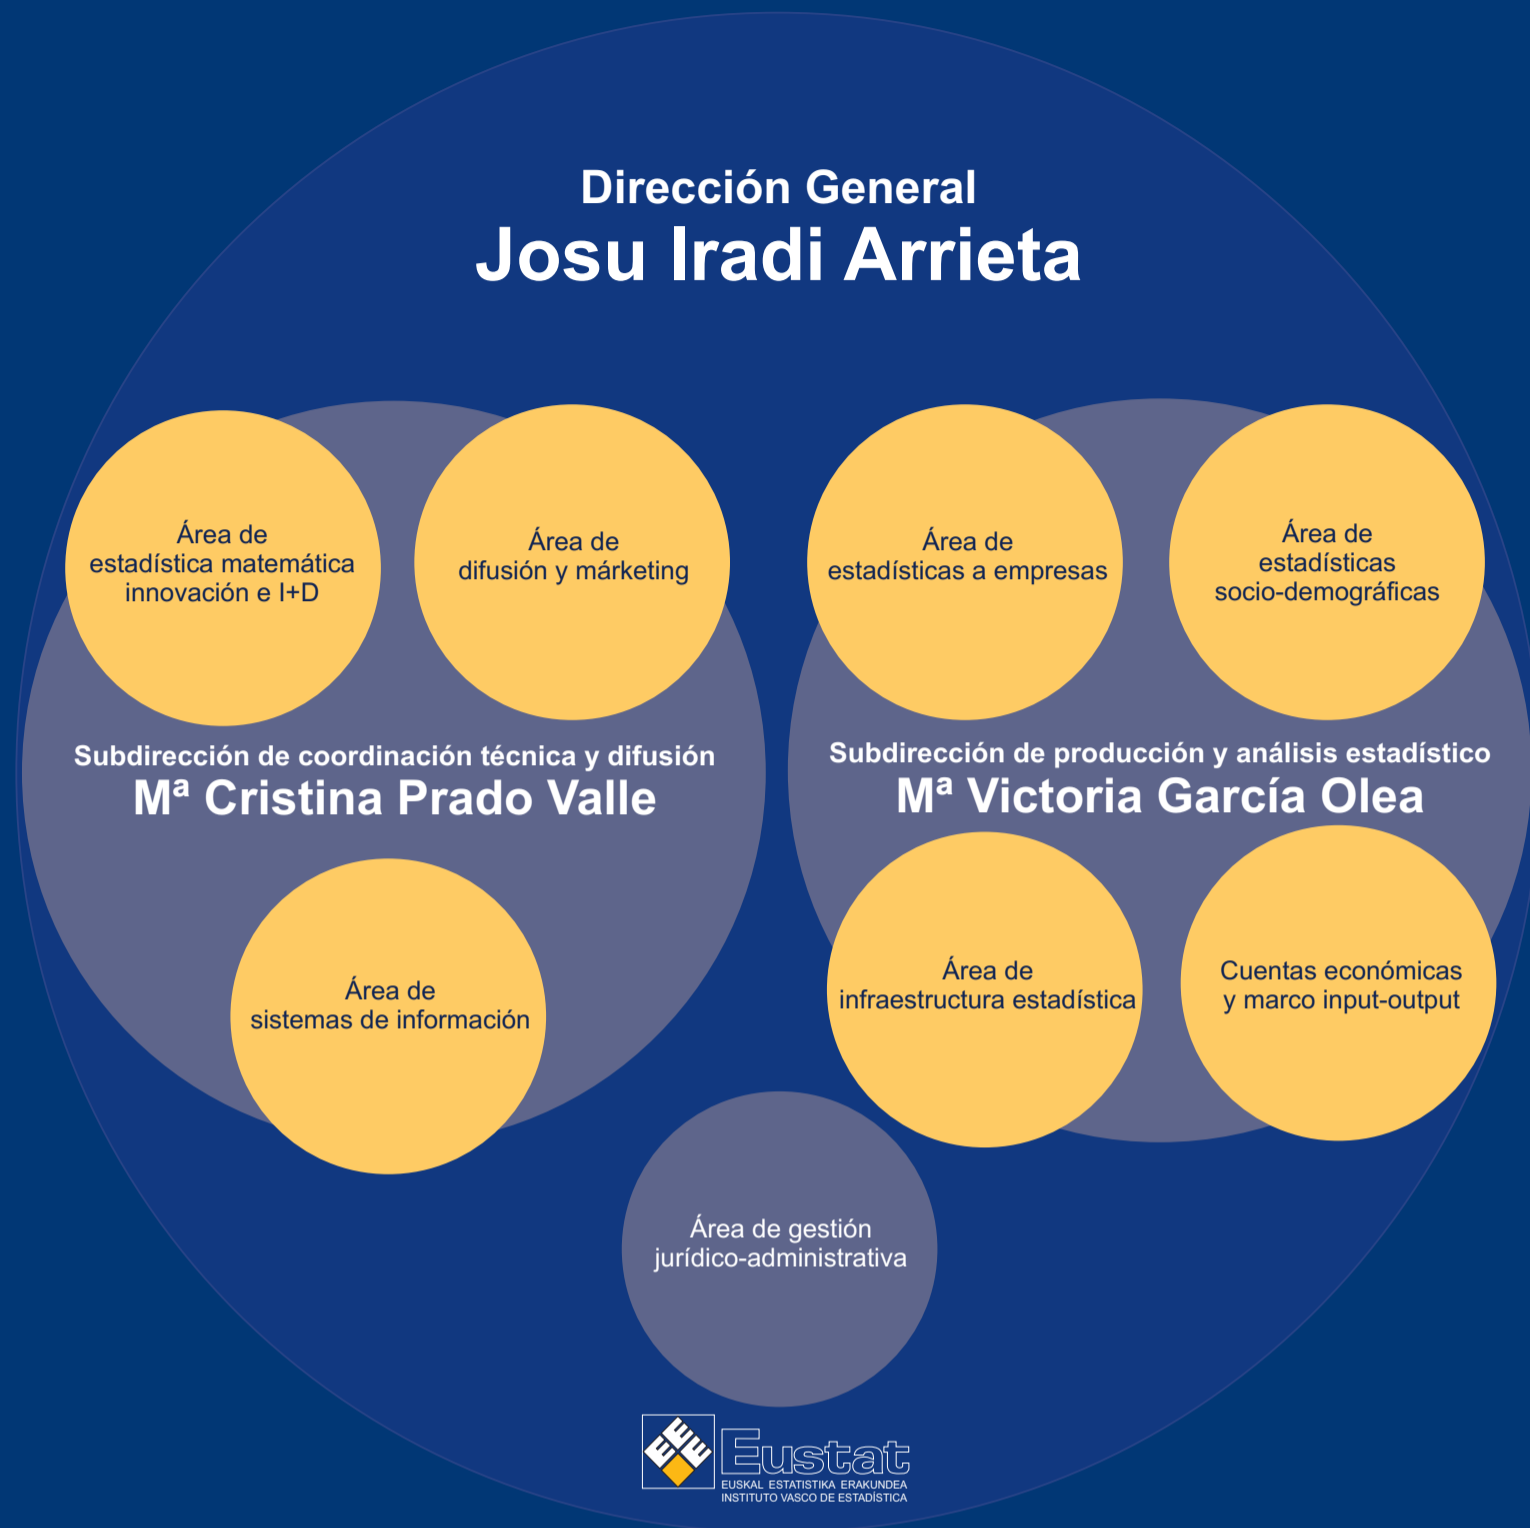 Dirección General
Josu Iradi Arrieta
Área de
estadística matemática
innovación e I+D
Área de
difusión y márketing
Subdirección de coordinación técnica y difusión
Mª Cristina Prado Valle
Área de
sistemas de información
Área de
estadísticas a empresas
Área de
estadísticas
socio-demográficas
Subdirección de producción y análisis estadístico
Mª Victoria García Olea
Área de
infraestructura estadística
Cuentas económicas
y marco input-output
Área de gestión
jurídico-administrativa
Eustat
EUSKAL ESTATISTIKA ERAKUNDEA
INSTITUTO VASCO DE ESTADÍSTICA